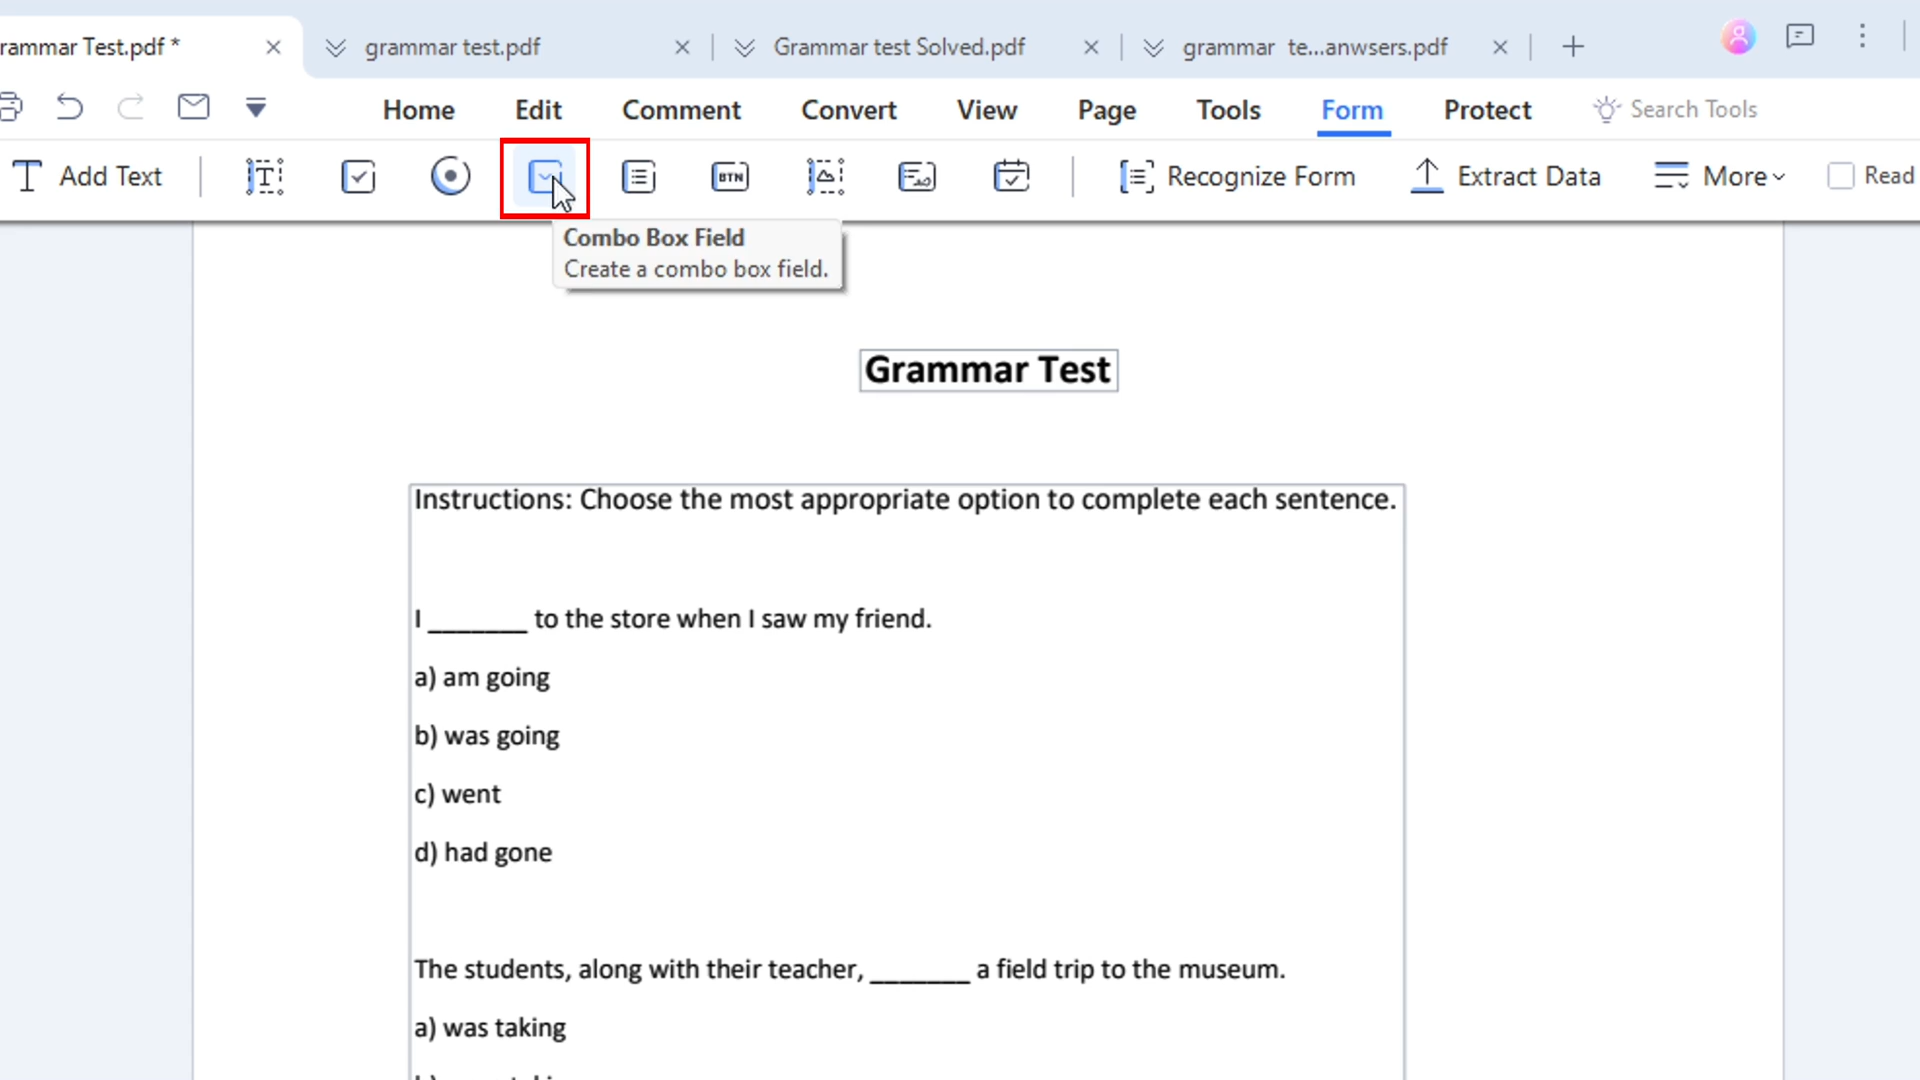 rammar Test.pdf *
grammar test.pdf
Grammar test Solved.pdf
grammar te...anwsers.pdf
Home Edit Comment Convert View Page Tools Form Protect Search Tools
Add Text BTN Recognize Form Extract Data More Read
Combo Box Field
Create a combo box field.
Grammar Test
Instructions: Choose the most appropriate option to complete each sentence.
I _______ to the store when I saw my friend.
a) am going
b) was going
c) went
d) had gone
The students, along with their teacher, _______ a field trip to the museum.
a) was taking